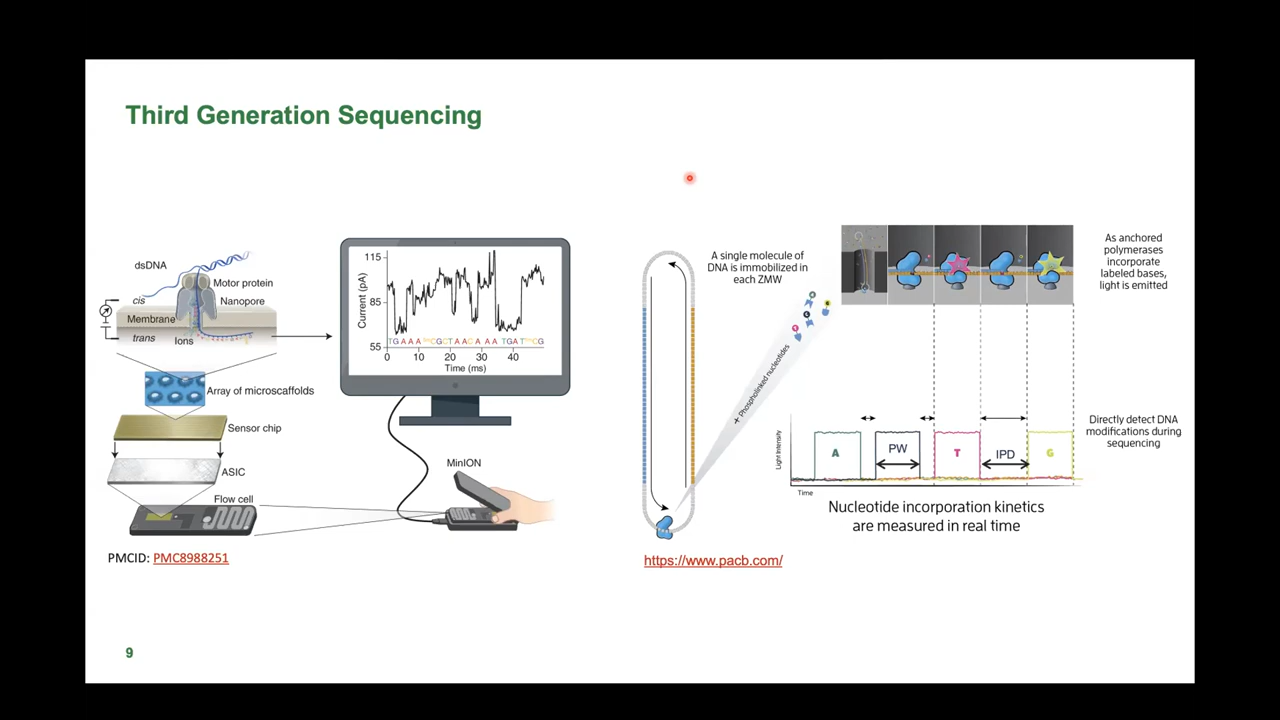 Third Generation Sequencing
dsDNA
Motor protein
cis
Nanopore
Membrane
trans
Ions
Array of microscaffolds
Sensor chip
ASIC
Flow cell
PMCID: PMC8988251
Current (pA)
115
85
55
0
10
20
30
40
Time (ms)
MinION
A single molecule of
DNA is immobilized in
each ZMW
+ Phospholinked nucleotides
https://www.pacb.com/
As anchored
polymerases
incorporate
labeled bases,
light is emitted
Directly detect DNA
modifications during
sequencing
Light Intensity
A
PW
T
IPD
G
Time
Nucleotide incorporation kinetics
are measured in real time
9